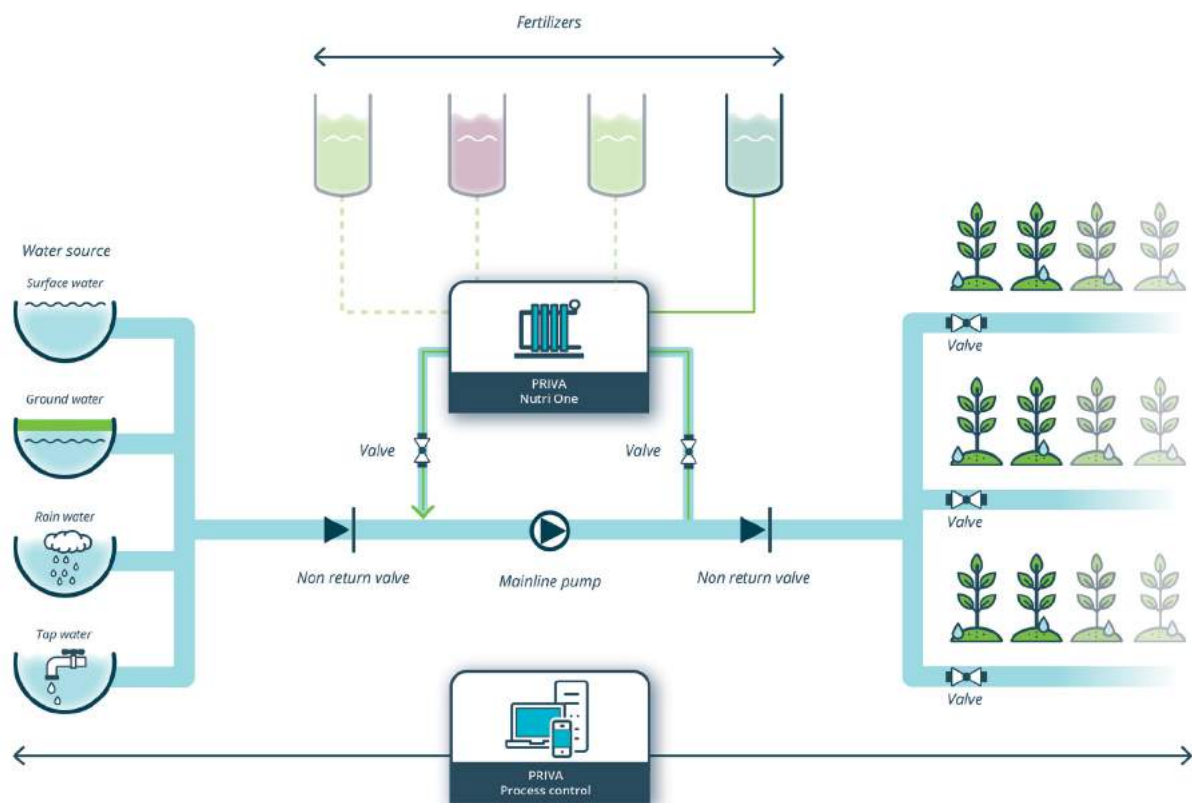 Fertilizers
Water source
Surface water
Ground water
Rain water
Tap water
PRIVA
Nutri One
Valve
Valve
Non return valve
Mainline pump
Non return valve
Valve
Valve
Valve
PRIVA
Process control